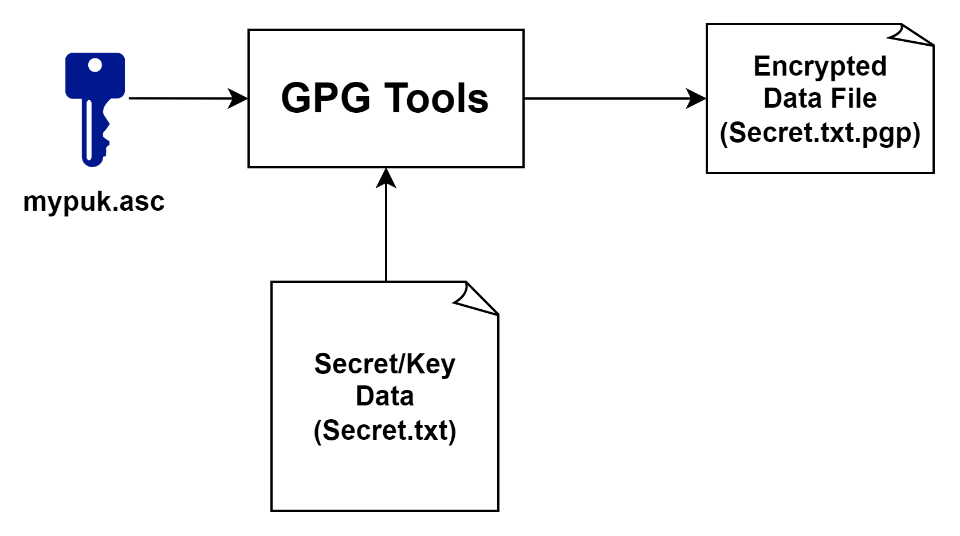 mypuk.asc
GPG Tools
Encrypted
Data File
(Secret.txt.pgp)
Secret/Key
Data
(Secret.txt)